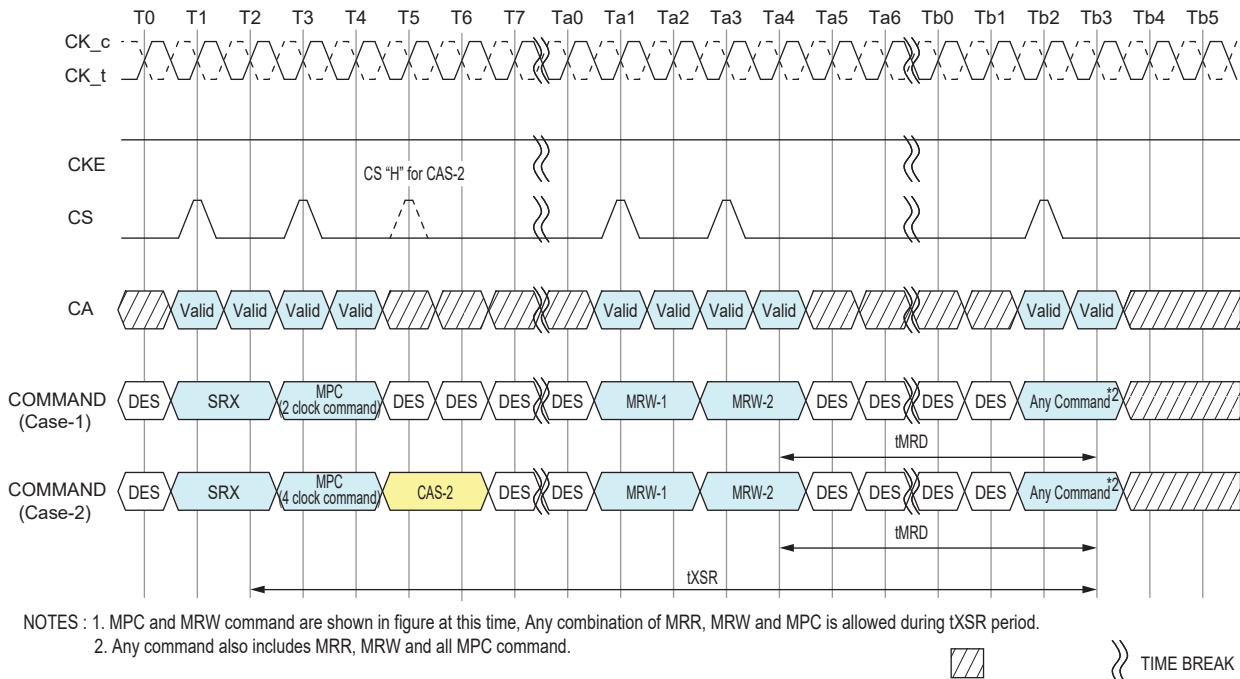 T0 T1 T2 T3 T4 T5 T6 T7 Ta0 Ta1 Ta2 Ta3 Ta4 Ta5 Ta6 Tb0 Tb1 Tb2 Tb3 Tb4 Tb5
CK_c
CK_t
CKE
CS “H” for CAS-2
CS
CA
Valid Valid Valid Valid Valid Valid Valid Valid Valid Valid
COMMAND
(Case-1)
DES SRX MPC
(2 clock command)
DES DES DES DES MRW-1 MRW-2 DES DES DES DES Any Command*2
tMRD
COMMAND
(Case-2)
DES SRX MPC
(4 clock command)
CAS-2 DES DES MRW-1 MRW-2 DES DES DES DES Any Command*2
tMRD
tXSR
NOTES : 1. MPC and MRW command are shown in figure at this time, Any combination of MRR, MRW and MPC is allowed during tXSR period.
2. Any command also includes MRR, MRW and all MPC command.
TIME BREAK